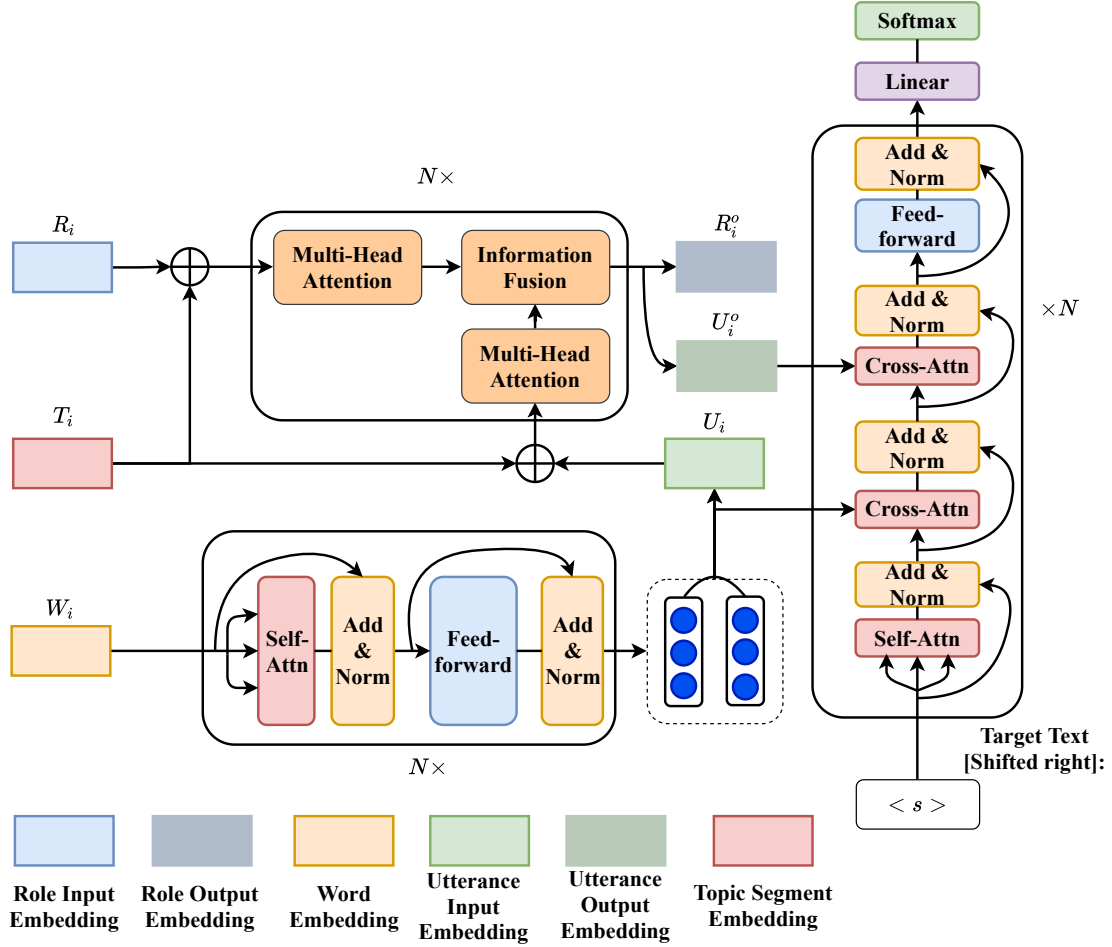 Softmax
Linear
Add &
Norm
Feed-
forward
Add &
Norm
× N
Cross-Attn
Add &
Norm
Cross-Attn
Add &
Norm
Self-Attn
Target Text
[Shifted right]:
< s >
N ×
R_i
Multi-Head
Attention
Information
Fusion
R_i^o
Multi-Head
Attention
U_i^o
T_i
U_i
W_i
Self-
Attn
Add
&
Norm
Feed-
forward
Add
&
Norm
N ×
Role Input
Embedding
Role Output
Embedding
Word
Embedding
Utterance
Input
Embedding
Utterance
Output
Embedding
Topic Segment
Embedding